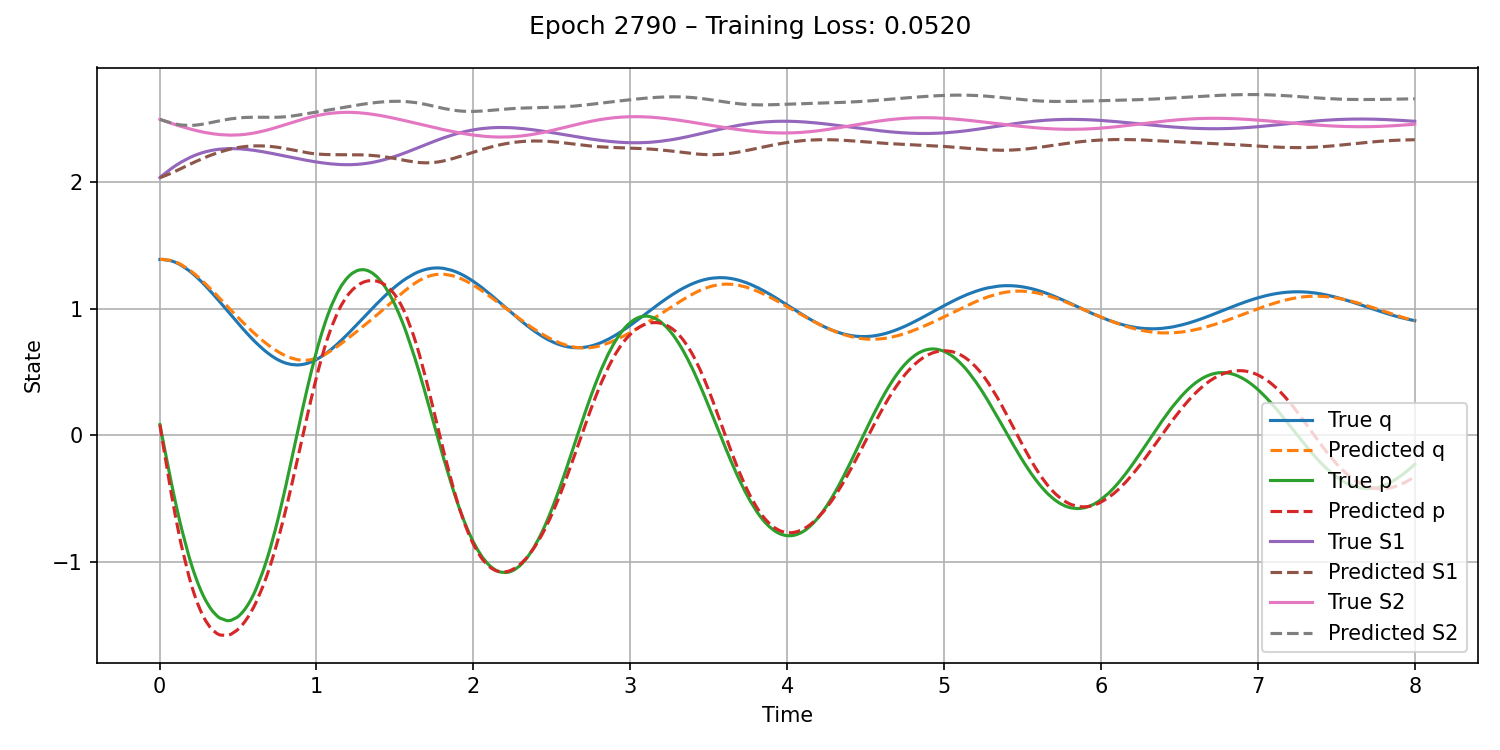 Epoch 2790 – Training Loss: 0.0520
State
2
1
0
−1
0 1 2 3 4 5 6 7 8
Time
True q
Predicted q
True p
Predicted p
True S1
Predicted S1
True S2
Predicted S2